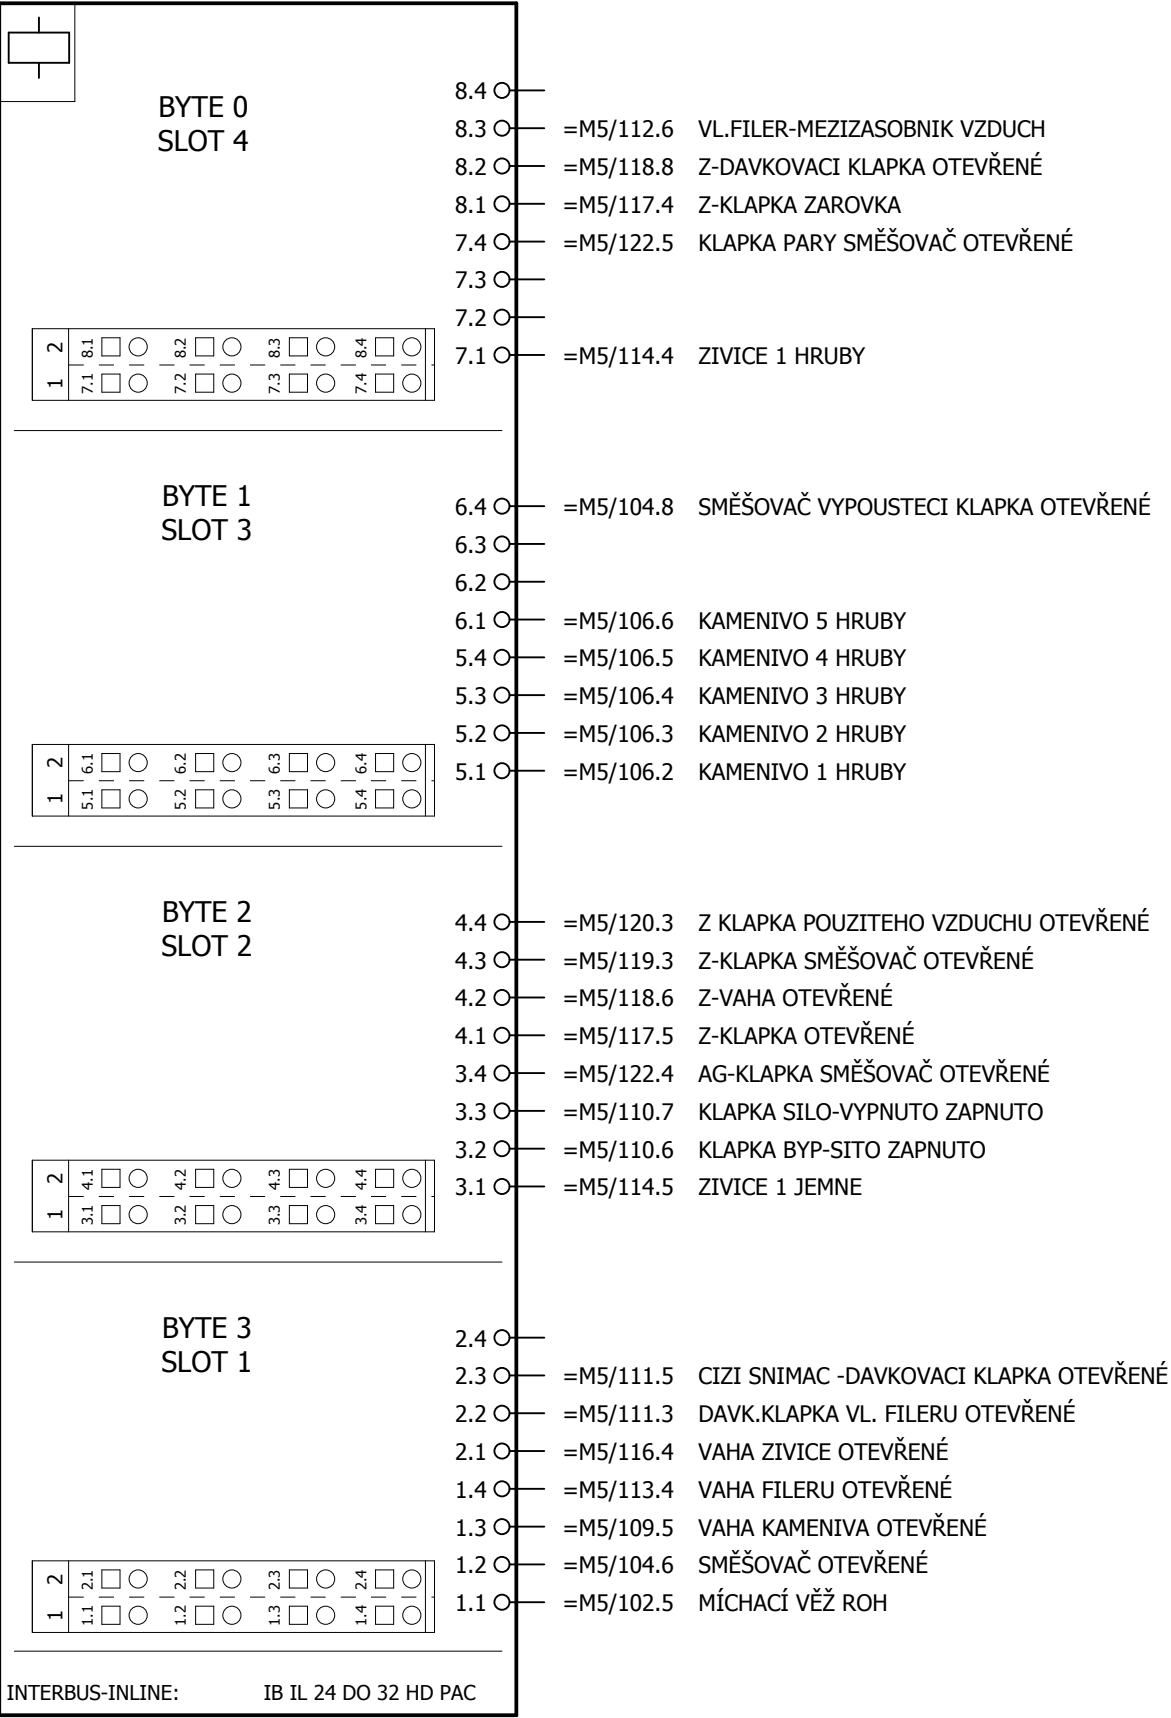 BYTE 0
SLOT 4
8.4
8.3 =M5/112.6 VL.FILER-MEZIZASOBNIK VZDUCH
8.2 =M5/118.8 Z-DAVKOVACI KLAPKA OTEVŘENÉ
8.1 =M5/117.4 Z-KLAPKA ZAROVKA
7.4 =M5/122.5 KLAPKA PARY SMĚŠOVAČ OTEVŘENÉ
7.3
7.2
7.1 =M5/114.4 ZIVICE 1 HRUBY
2 8.1 8.2 8.3 8.4
1 7.1 7.2 7.3 7.4
BYTE 1
SLOT 3
6.4 =M5/104.8 SMĚŠOVAČ VYPOUSTECI KLAPKA OTEVŘENÉ
6.3
6.2
6.1 =M5/106.6 KAMENIVO 5 HRUBY
5.4 =M5/106.5 KAMENIVO 4 HRUBY
5.3 =M5/106.4 KAMENIVO 3 HRUBY
5.2 =M5/106.3 KAMENIVO 2 HRUBY
5.1 =M5/106.2 KAMENIVO 1 HRUBY
2 6.1 6.2 6.3 6.4
1 5.1 5.2 5.3 5.4
BYTE 2
SLOT 2
4.4 =M5/120.3 Z KLAPKA POUZITEHO VZDUCHU OTEVŘENÉ
4.3 =M5/119.3 Z-KLAPKA SMĚŠOVAČ OTEVŘENÉ
4.2 =M5/118.6 Z-VAHA OTEVŘENÉ
4.1 =M5/117.5 Z-KLAPKA OTEVŘENÉ
3.4 =M5/122.4 AG-KLAPKA SMĚŠOVAČ OTEVŘENÉ
3.3 =M5/110.7 KLAPKA SILO-VYPNUTO ZAPNUTO
3.2 =M5/110.6 KLAPKA BYP-SITO ZAPNUTO
3.1 =M5/114.5 ZIVICE 1 JEMNE
2 4.1 4.2 4.3 4.4
1 3.1 3.2 3.3 3.4
BYTE 3
SLOT 1
2.4
2.3 =M5/111.5 CIZI SNIMAC -DAVKOVACI KLAPKA OTEVŘENÉ
2.2 =M5/111.3 DAVK.KLAPKA VL. FILERU OTEVŘENÉ
2.1 =M5/116.4 VAHA ZIVICE OTEVŘENÉ
1.4 =M5/113.4 VAHA FILERU OTEVŘENÉ
1.3 =M5/109.5 VAHA KAMENIVA OTEVŘENÉ
1.2 =M5/104.6 SMĚŠOVAČ OTEVŘENÉ
1.1 =M5/102.5 MÍCHACÍ VĚŽ ROH
2 2.1 2.2 2.3 2.4
1 1.1 1.2 1.3 1.4
INTERBUS-INLINE: IB IL 24 DO 32 HD PAC